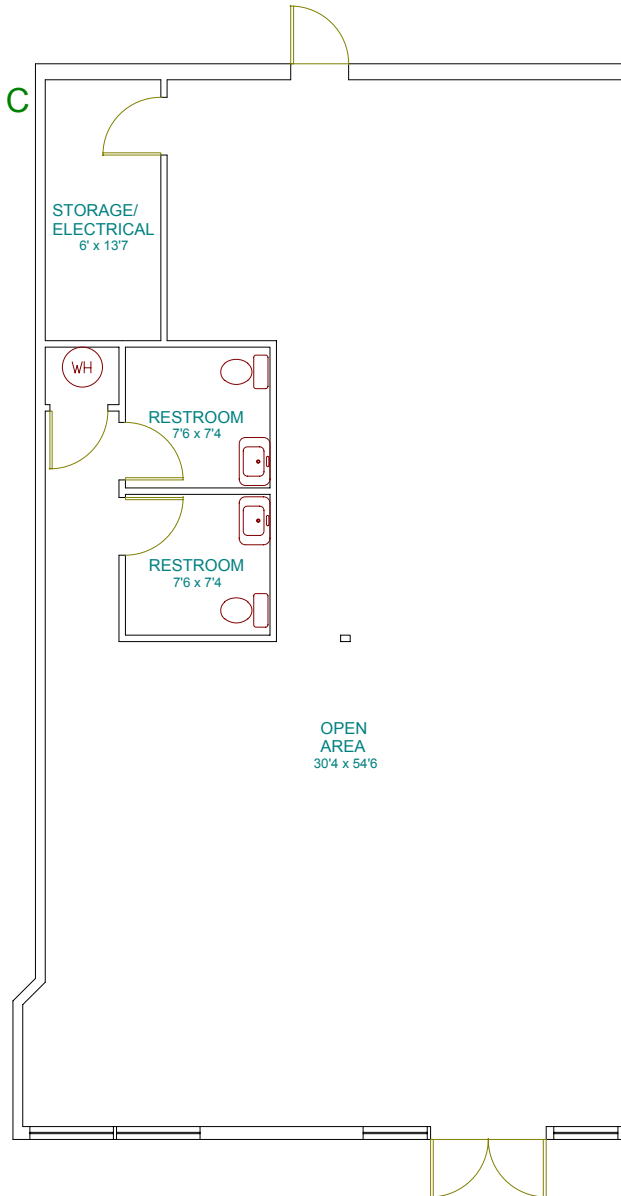 C
STORAGE/
ELECTRICAL
6' x 13'7
WH
RESTROOM
7'6 x 7'4
RESTROOM
7'6 x 7'4
OPEN
AREA
30'4 x 54'6